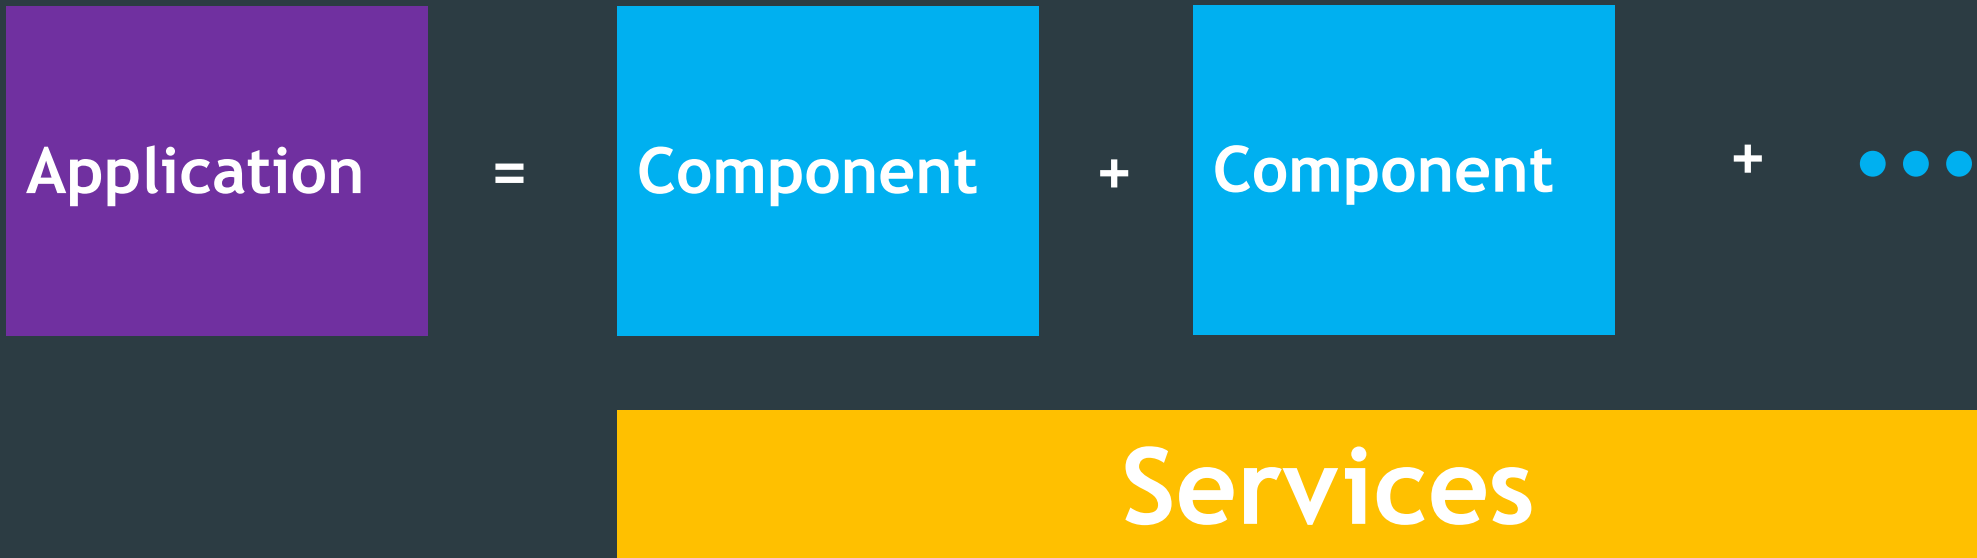 Application = Component + Component + ...
Services